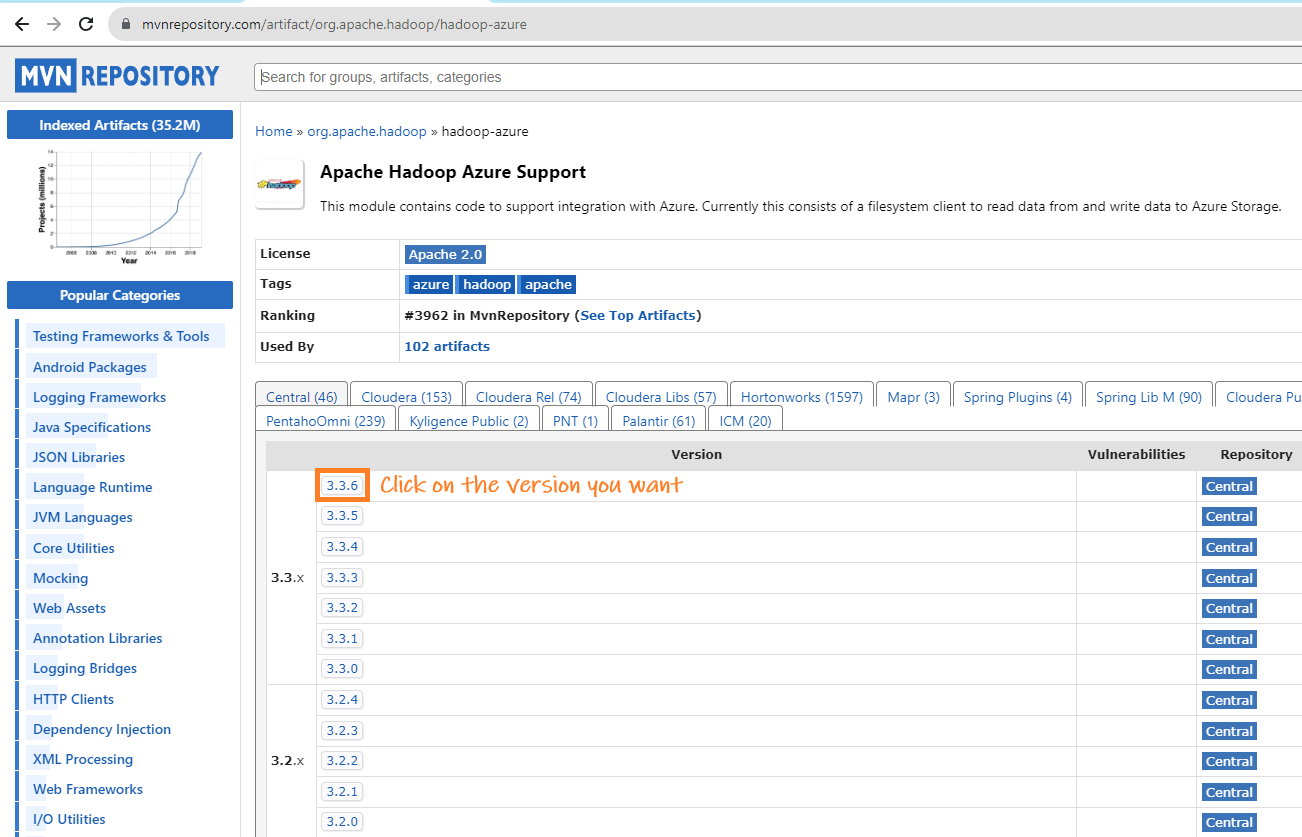 mvnrepository.com/artifact/org.apache.hadoop/hadoop-azure
MVN REPOSITORY
Search for groups, artifacts, categories
Indexed Artifacts (35.2M)
Projects (millions)
Year
Popular Categories
Testing Frameworks & Tools
Android Packages
Logging Frameworks
Java Specifications
JSON Libraries
Language Runtime
JVM Languages
Core Utilities
Mocking
Web Assets
Annotation Libraries
Logging Bridges
HTTP Clients
Dependency Injection
XML Processing
Web Frameworks
I/O Utilities
Home » org.apache.hadoop » hadoop-azure
hadoop
Apache Hadoop Azure Support
This module contains code to support integration with Azure. Currently this consists of a filesystem client to read data from and write data to Azure Storage.
License Apache 2.0
Tags azure hadoop apache
Ranking #3962 in MvnRepository (See Top Artifacts)
Used By 102 artifacts
Central (46) Cloudera (153) Cloudera Rel (74) Cloudera Libs (57) Hortonworks (1597) Mapr (3) Spring Plugins (4) Spring Lib M (90) Cloudera Pu
PentahoOmni (239) Kyligence Public (2) PNT (1) Palantir (61) ICM (20)
Version Vulnerabilities Repository
3.3.6 Click on the version you want Central
3.3.5 Central
3.3.4 Central
3.3.x 3.3.3 Central
3.3.2 Central
3.3.1 Central
3.3.0 Central
3.2.4 Central
3.2.3 Central
3.2.x 3.2.2 Central
3.2.1 Central
3.2.0 Central